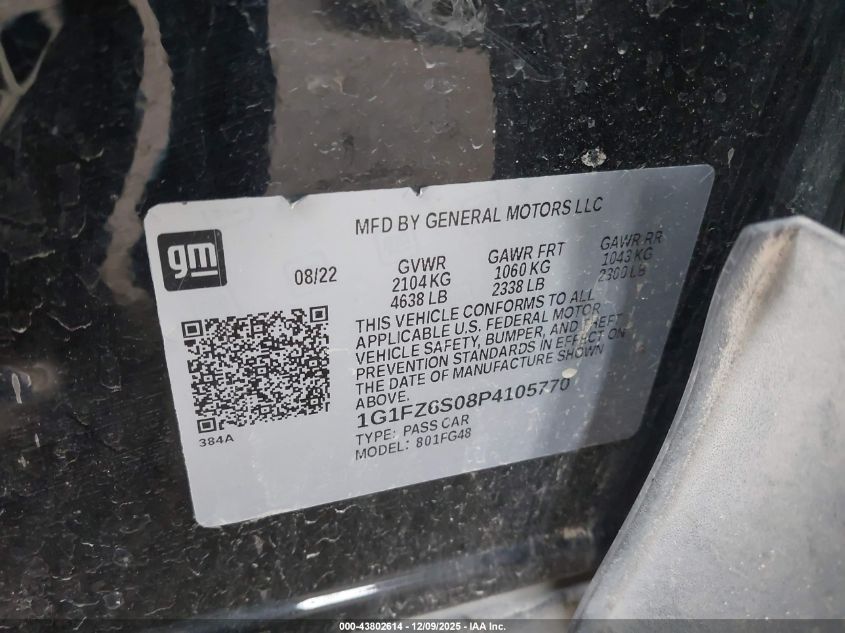 MFD BY GENERAL MOTORS LLC
gm
08/22
GVWR
2104 KG
4638 LB
GAWR FRT
1060 KG
2338 LB
GAWR RR
1043 KG
2300 LB
THIS VEHICLE CONFORMS TO ALL
APPLICABLE U.S. FEDERAL MOTOR
VEHICLE SAFETY, BUMPER, AND THEFT
PREVENTION STANDARDS IN EFFECT ON
THE DATE OF MANUFACTURE SHOWN
ABOVE.
1G1FZ6S08P4105770
TYPE: PASS CAR
MODEL: 801FG48
384A
000-43802614 - 12/09/2025 - IAA Inc.